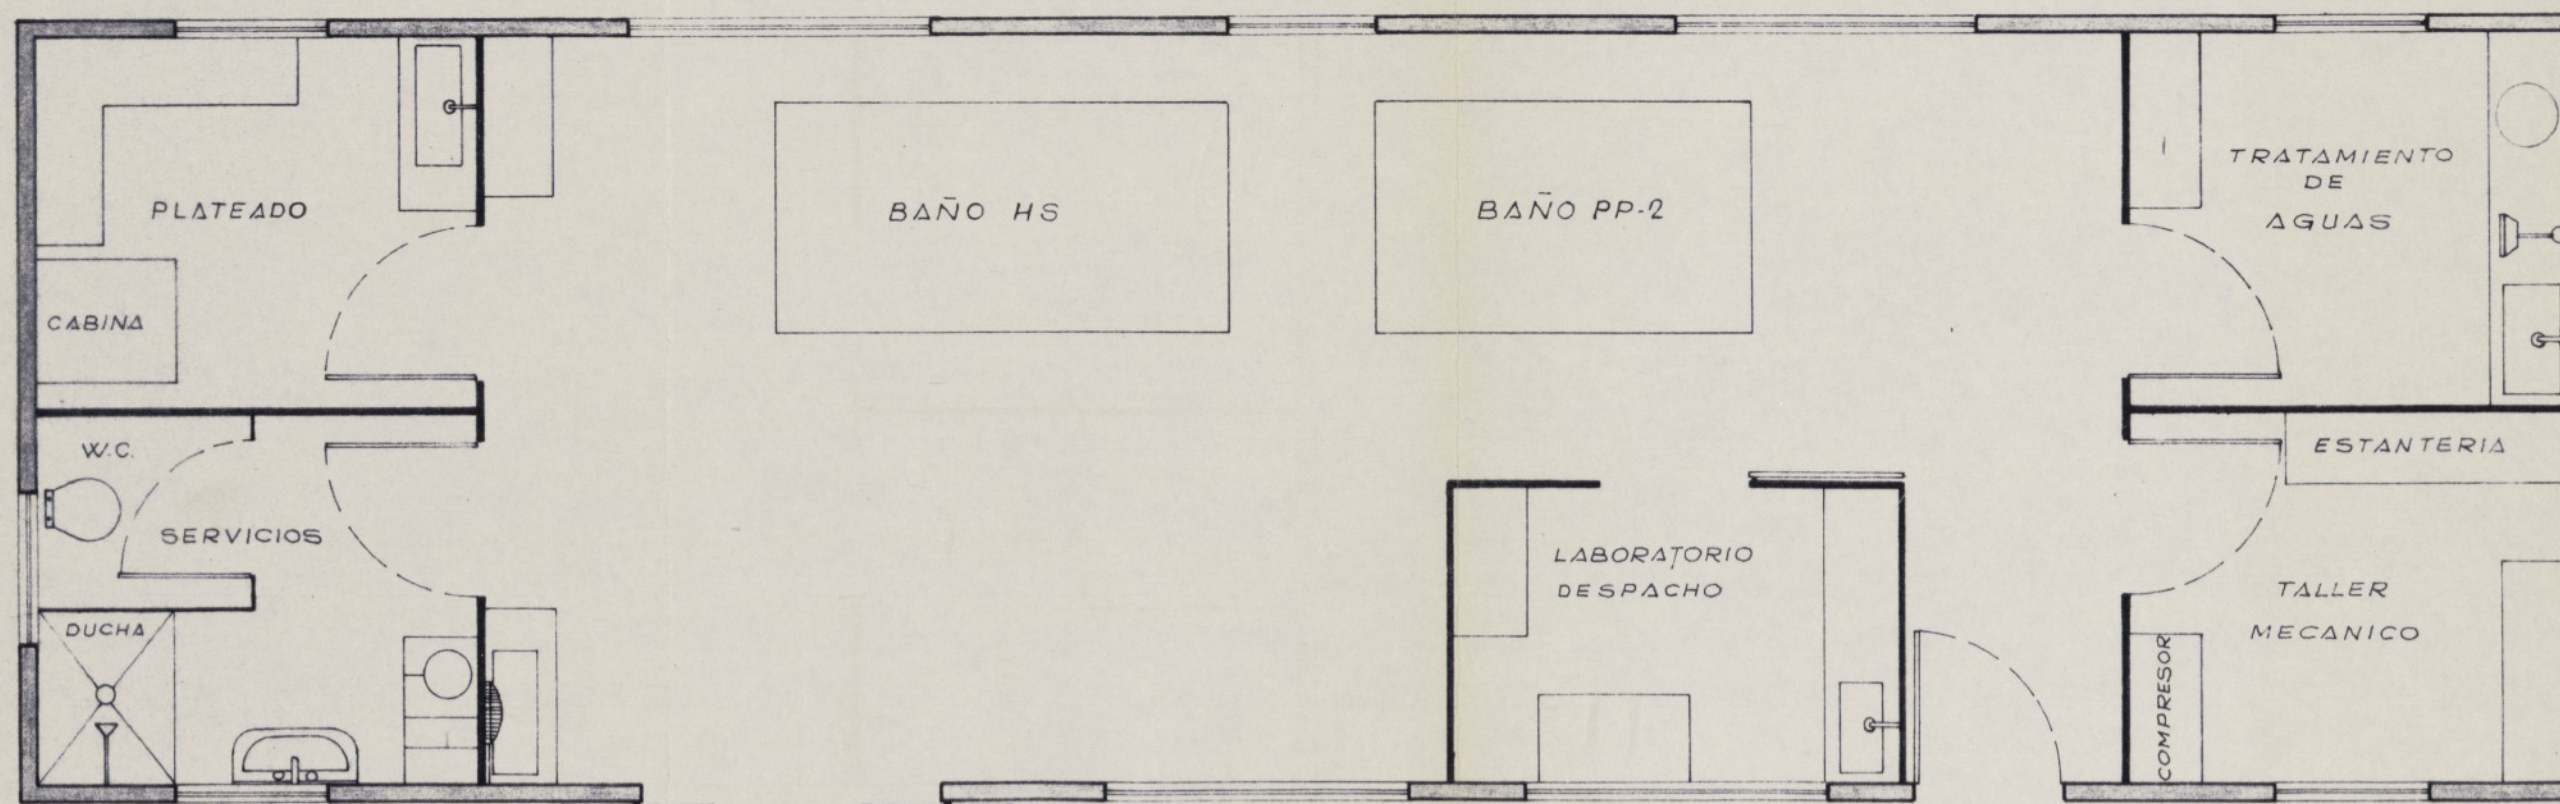 PLATEADO
CABINA
BAÑO HS
BAÑO PP-2
TRATAMIENTO
DE
AGUAS
W.C.
SERVICIOS
DUCHA
LABORATORIO
DESPACHO
ESTANTERIA
TALLER
MECANICO
COMPRESOR